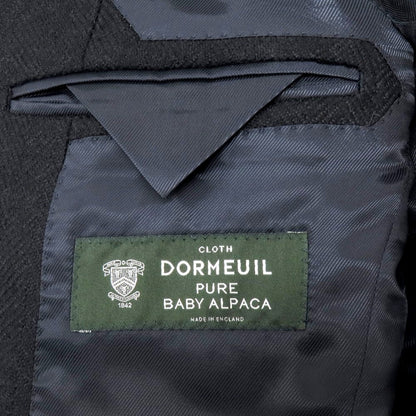 CLOTH
DORMEUIL
PURE
BABY ALPACA
MADE IN ENGLAND
1842